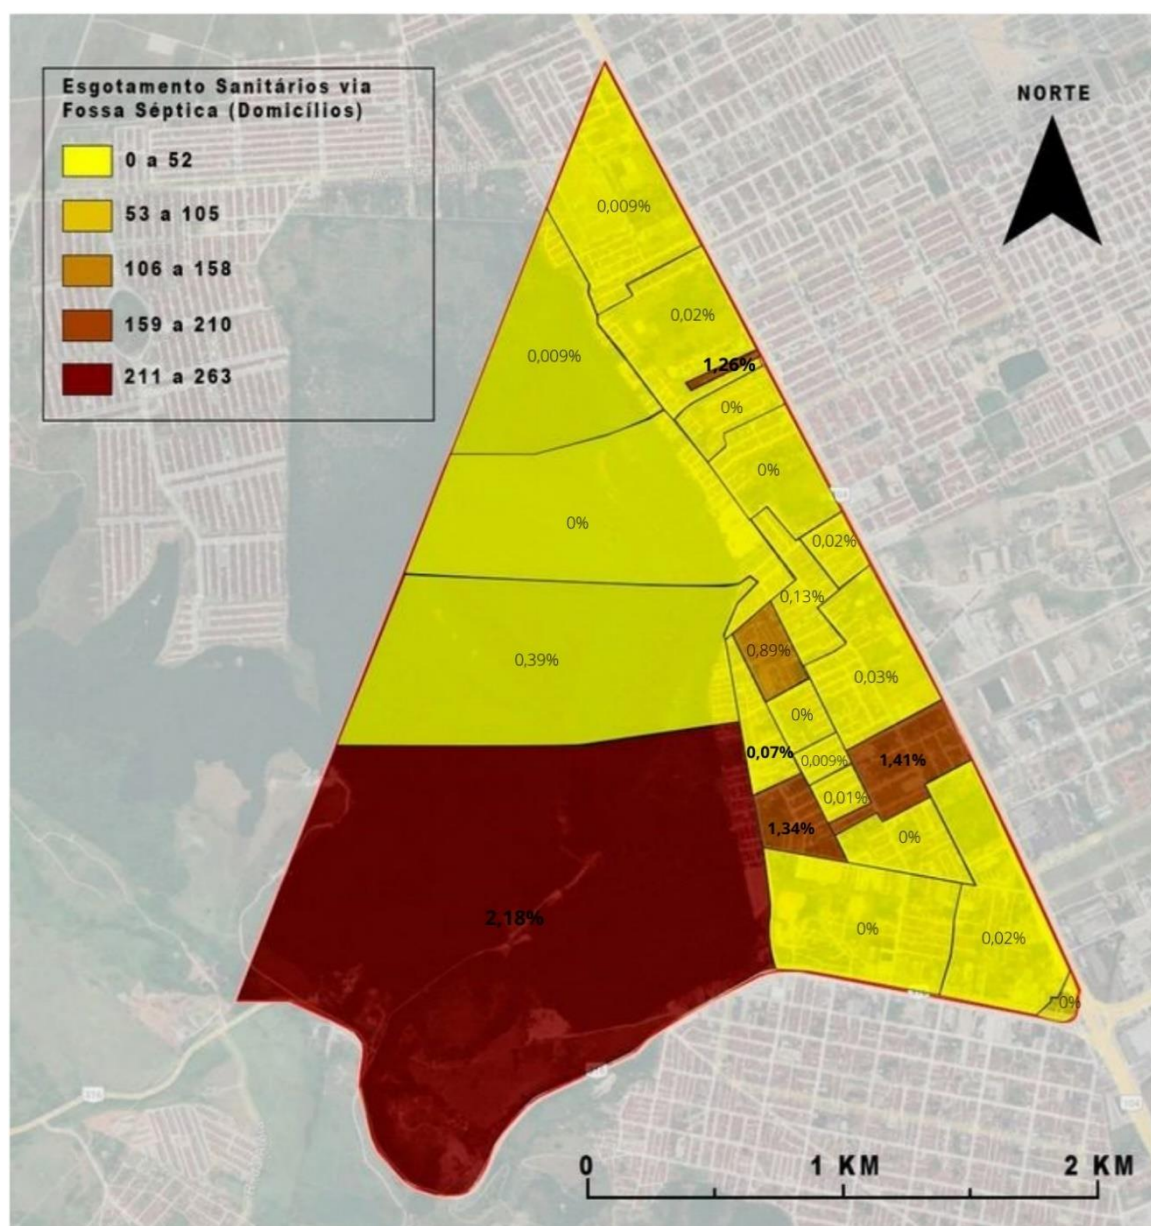 Esgotamento Sanitários via
Fossa Séptica (Domicílios)
0 a 52
53 a 105
106 a 158
159 a 210
211 a 263
NORTE
0,009%
0,02%
1,26%
0,009%
0%
0%
0%
0,02%
0,13%
0,89%
0,39%
0,03%
0%
0,07%
0,009%
1,41%
0,01%
1,34%
0%
2,18%
0%
0,02%
0%
0
1 KM
2 KM